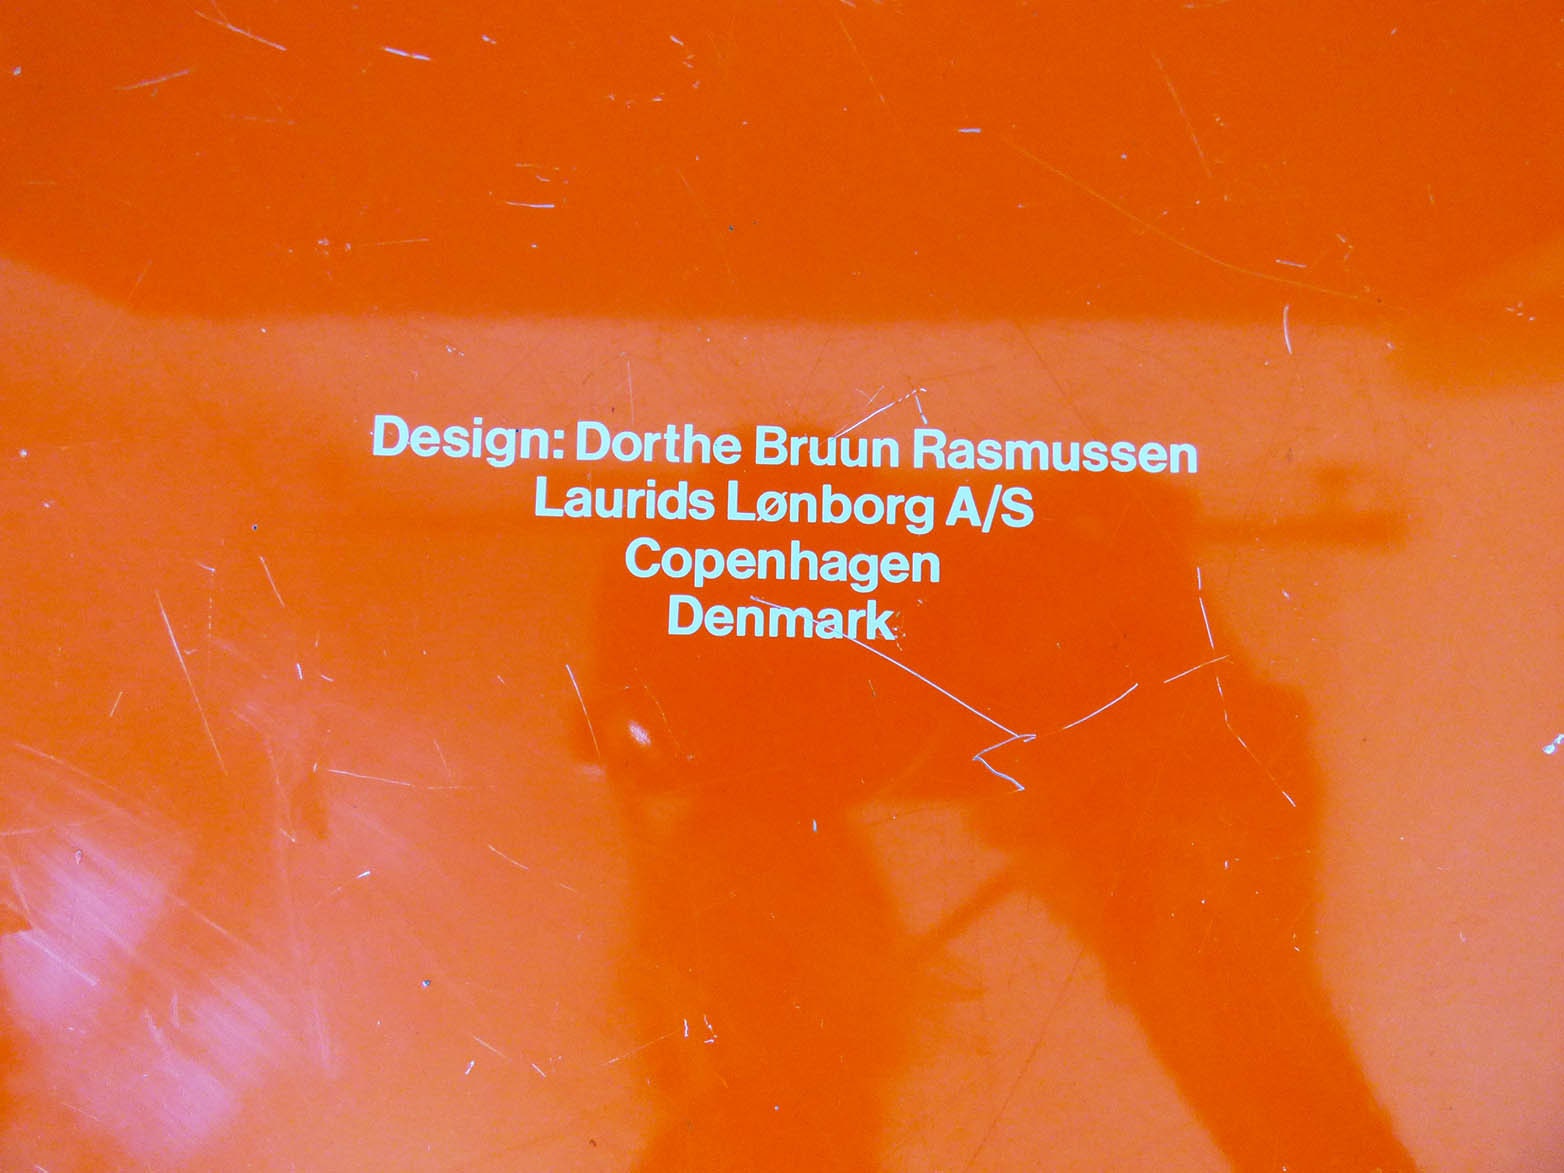 Design: Dorthe Bruun Rasmussen
Laurids Lønborg A/S
Copenhagen
Denmark